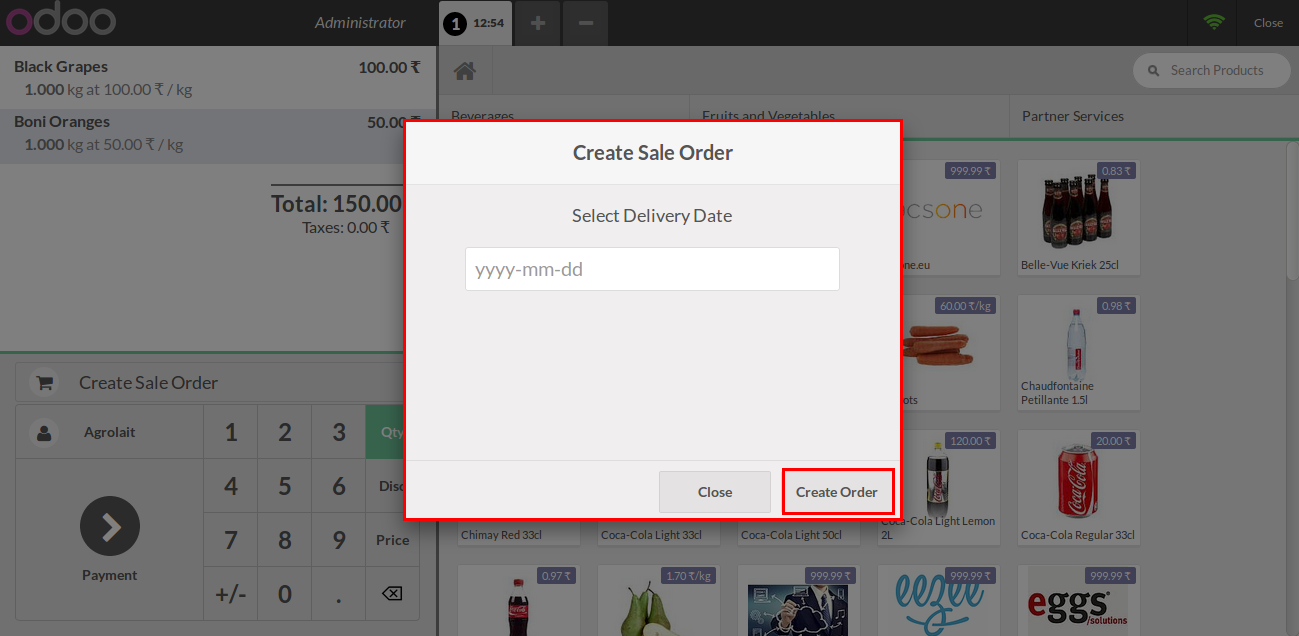 odoo
Administrator
1 12:54
Close
Black Grapes 100.00 ₹
1.000 kg at 100.00 ₹ / kg
Boni Oranges 50.00 ₹
1.000 kg at 50.00 ₹ / kg
Total: 150.00
Taxes: 0.00 ₹
Create Sale Order
Agrolait
1 2 3 Qty
4 5 6 Disc
7 8 9 Price
+/- 0 .
Payment
Search Products
Beverages
Fruits and Vegetables
Partner Services
Create Sale Order
Select Delivery Date
yyyy-mm-dd
Close
Create Order
999.99 ₹
ocsone
ne.eu
0.83 ₹
Belle-Vue Kriek 25cl
60.00 ₹/kg
ots
0.98 ₹
Chaudfontaine
Petillante 1.5l
Chimay Red 33cl
Coca-Cola Light 33cl
Coca-Cola Light 50cl
120.00 ₹
Coca-Cola Light Lemon
2L
20.00 ₹
Coca-Cola
Coca-Cola Regular 33cl
0.97 ₹
1.70 ₹/kg
999.99 ₹
999.99 ₹
eezee
999.99 ₹
eggs
/solutions